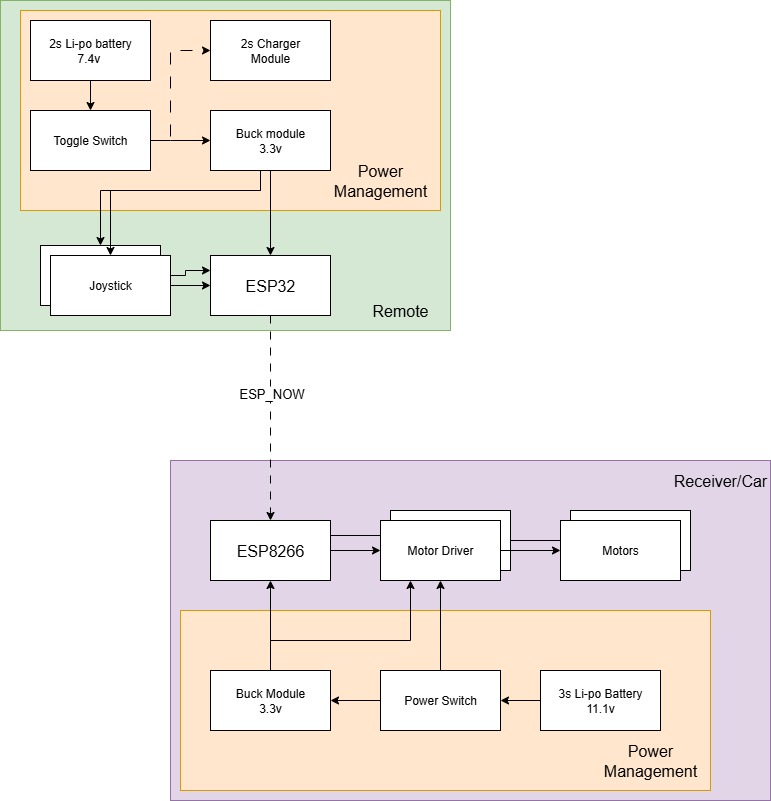 2s Li-po battery
7.4v
2s Charger
Module
Toggle Switch
Buck module
3.3v
Power
Management
Joystick
ESP32
Remote
ESP_NOW
Receiver/Car
ESP8266
Motor Driver
Motors
Buck Module
3.3v
Power Switch
3s Li-po Battery
11.1v
Power
Management